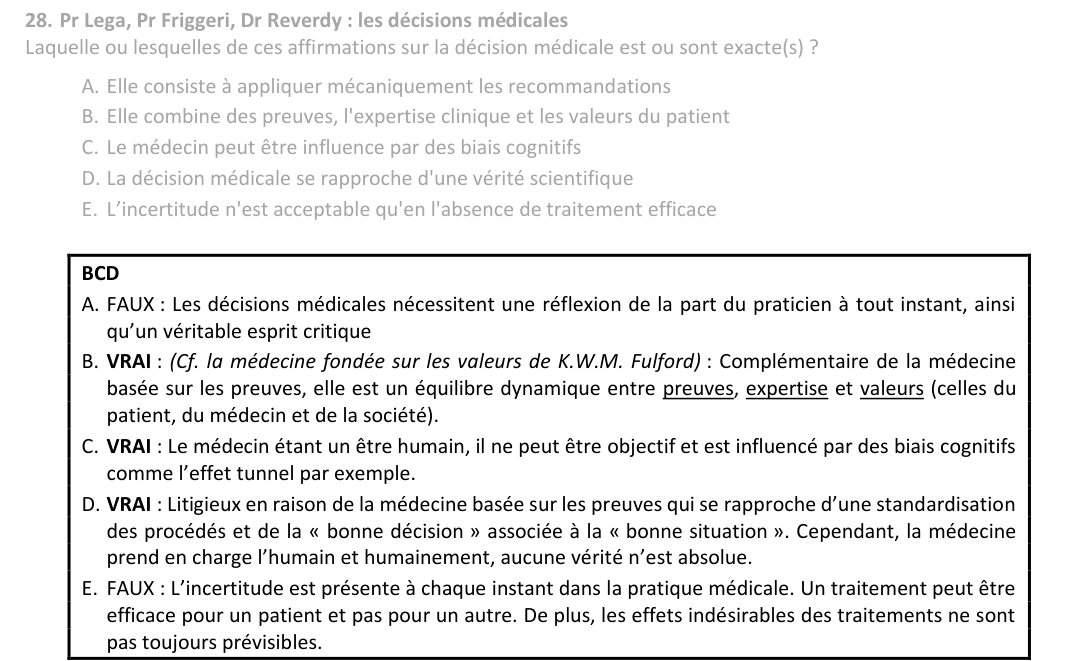 28. Pr Lega, Pr Friggeri, Dr Reverdy : les décisions médicales
Laquelle ou lesquelles de ces affirmations sur la décision médicale est ou sont exacte(s) ?
A. Elle consiste à appliquer mécaniquement les recommandations
B. Elle combine des preuves, l'expertise clinique et les valeurs du patient
C. Le médecin peut être influence par des biais cognitifs
D. La décision médicale se rapproche d'une vérité scientifique
E. L’incertitude n'est acceptable qu'en l'absence de traitement efficace
BCD
A. FAUX : Les décisions médicales nécessitent une réflexion de la part du praticien à tout instant, ainsi
qu’un véritable esprit critique
B. VRAI : (Cf. la médecine fondée sur les valeurs de K.W.M. Fulford) : Complémentaire de la médecine
basée sur les preuves, elle est un équilibre dynamique entre preuves, expertise et valeurs (celles du
patient, du médecin et de la société).
C. VRAI : Le médecin étant un être humain, il ne peut être objectif et est influencé par des biais cognitifs
comme l’effet tunnel par exemple.
D. VRAI : Litigieux en raison de la médecine basée sur les preuves qui se rapproche d’une standardisation
des procédés et de la « bonne décision » associée à la « bonne situation ». Cependant, la médecine
prend en charge l’humain et humainement, aucune vérité n’est absolue.
E. FAUX : L’incertitude est présente à chaque instant dans la pratique médicale. Un traitement peut être
efficace pour un patient et pas pour un autre. De plus, les effets indésirables des traitements ne sont
pas toujours prévisibles.